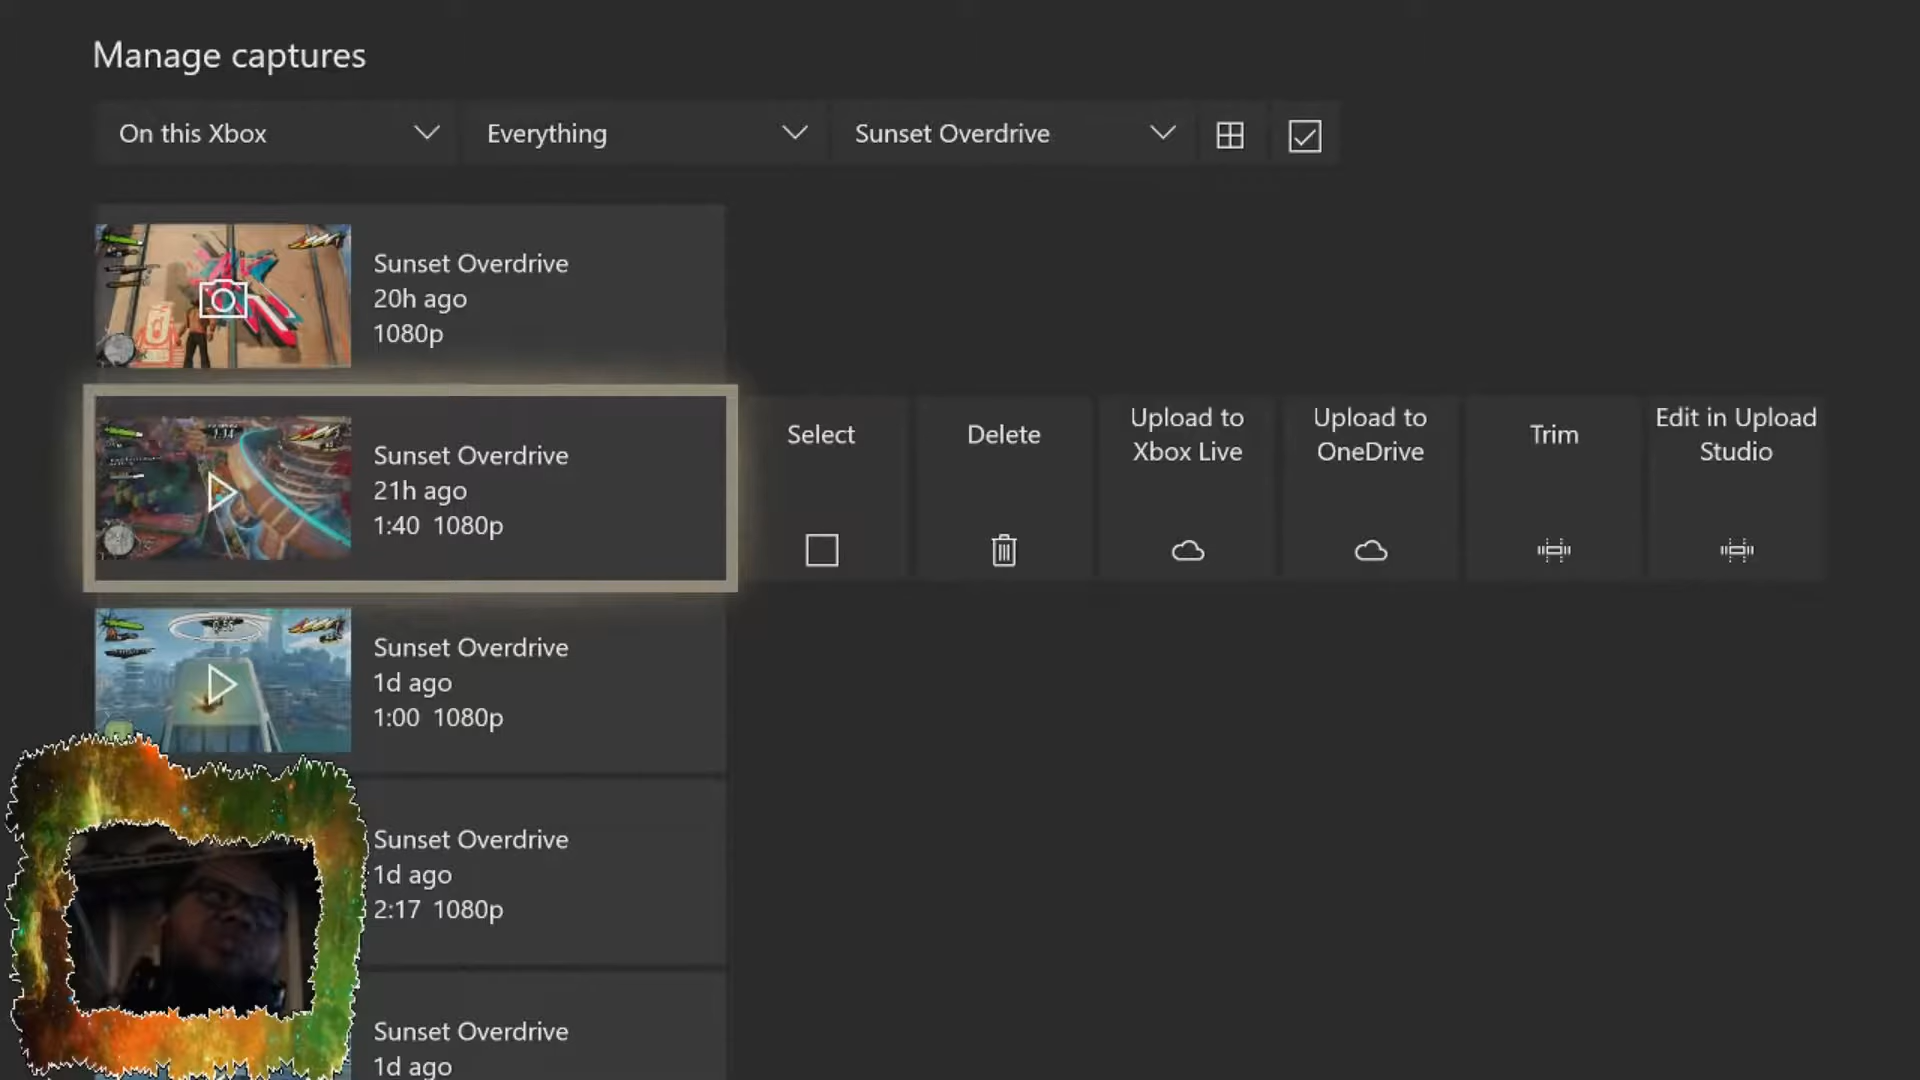 Manage captures
On this Xbox
Everything
Sunset Overdrive
Sunset Overdrive
20h ago
1080p
Sunset Overdrive
21h ago
1:40 1080p
Select
Delete
Upload to
Xbox Live
Upload to
OneDrive
Trim
Edit in Upload
Studio
Sunset Overdrive
1d ago
1:00 1080p
Sunset Overdrive
1d ago
2:17 1080p
Sunset Overdrive
1d ago